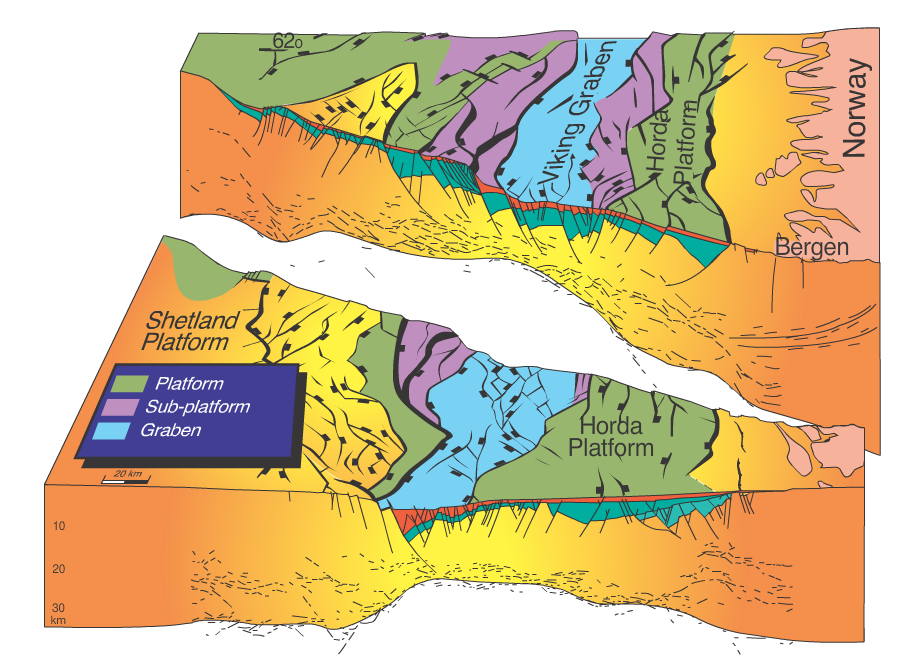 62o
Viking Graben
Horda
Platform
Norway
Bergen
Shetland
Platform
Platform
Sub-platform
Graben
Horda
Platform
20 km
10
20
30
km